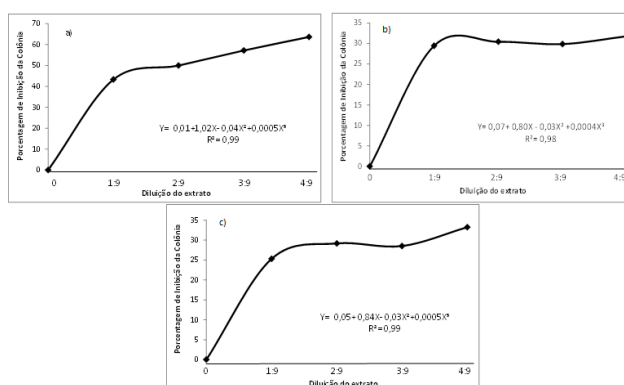 a)
Porcentagem de Inibição da Colônia
70
60
50
40
30
20
10
0
Y= 0,01+1,02X-0,04X²+0,0005X³
R²= 0,99
0 1:9 2:9 3:9 4:9
Diluição do extrato
b)
Porcentagem de Inibição da Colônia
35
30
25
20
15
10
5
0
Y= 0,07+ 0,80X - 0,03X² +0,0004X³
R²= 0,98
0 1:9 2:9 3:9 4:9
Diluição do extrato
c)
Porcentagem de Inibição da Colônia
35
30
25
20
15
10
5
0
Y= 0,05+ 0,84X- 0,03X²+0,0005X³
R²= 0,99
0 1:9 2:9 3:9 4:9
Diluição do extrato